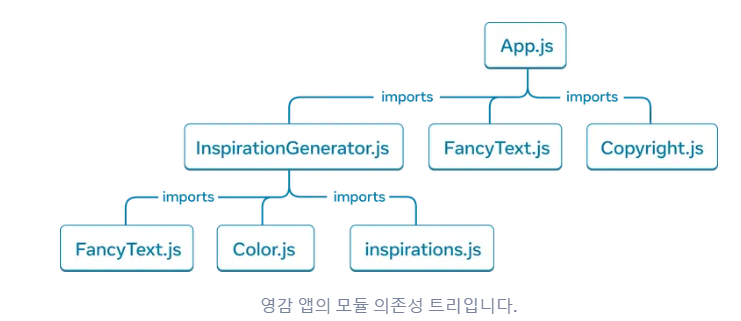 App.js
imports imports
InspirationGenerator.js FancyText.js Copyright.js
imports imports
FancyText.js Color.js inspirations.js
영감 앱의 모듈 의존성 트리입니다.